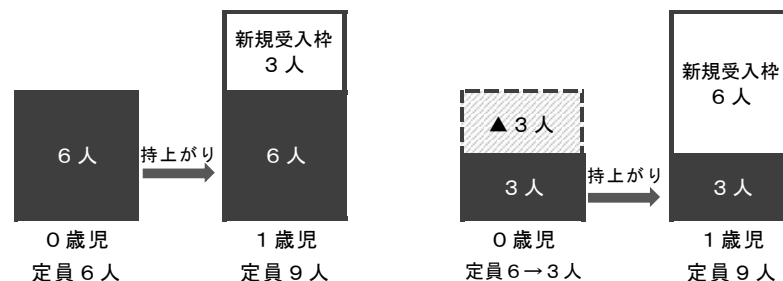 新規受入枠
3人
6人
持上がり
6人
0歳児
定員6人
1歳児
定員9人
▲3人
3人
持上がり
新規受入枠
6人
3人
0歳児
定員6→3人
1歳児
定員9人